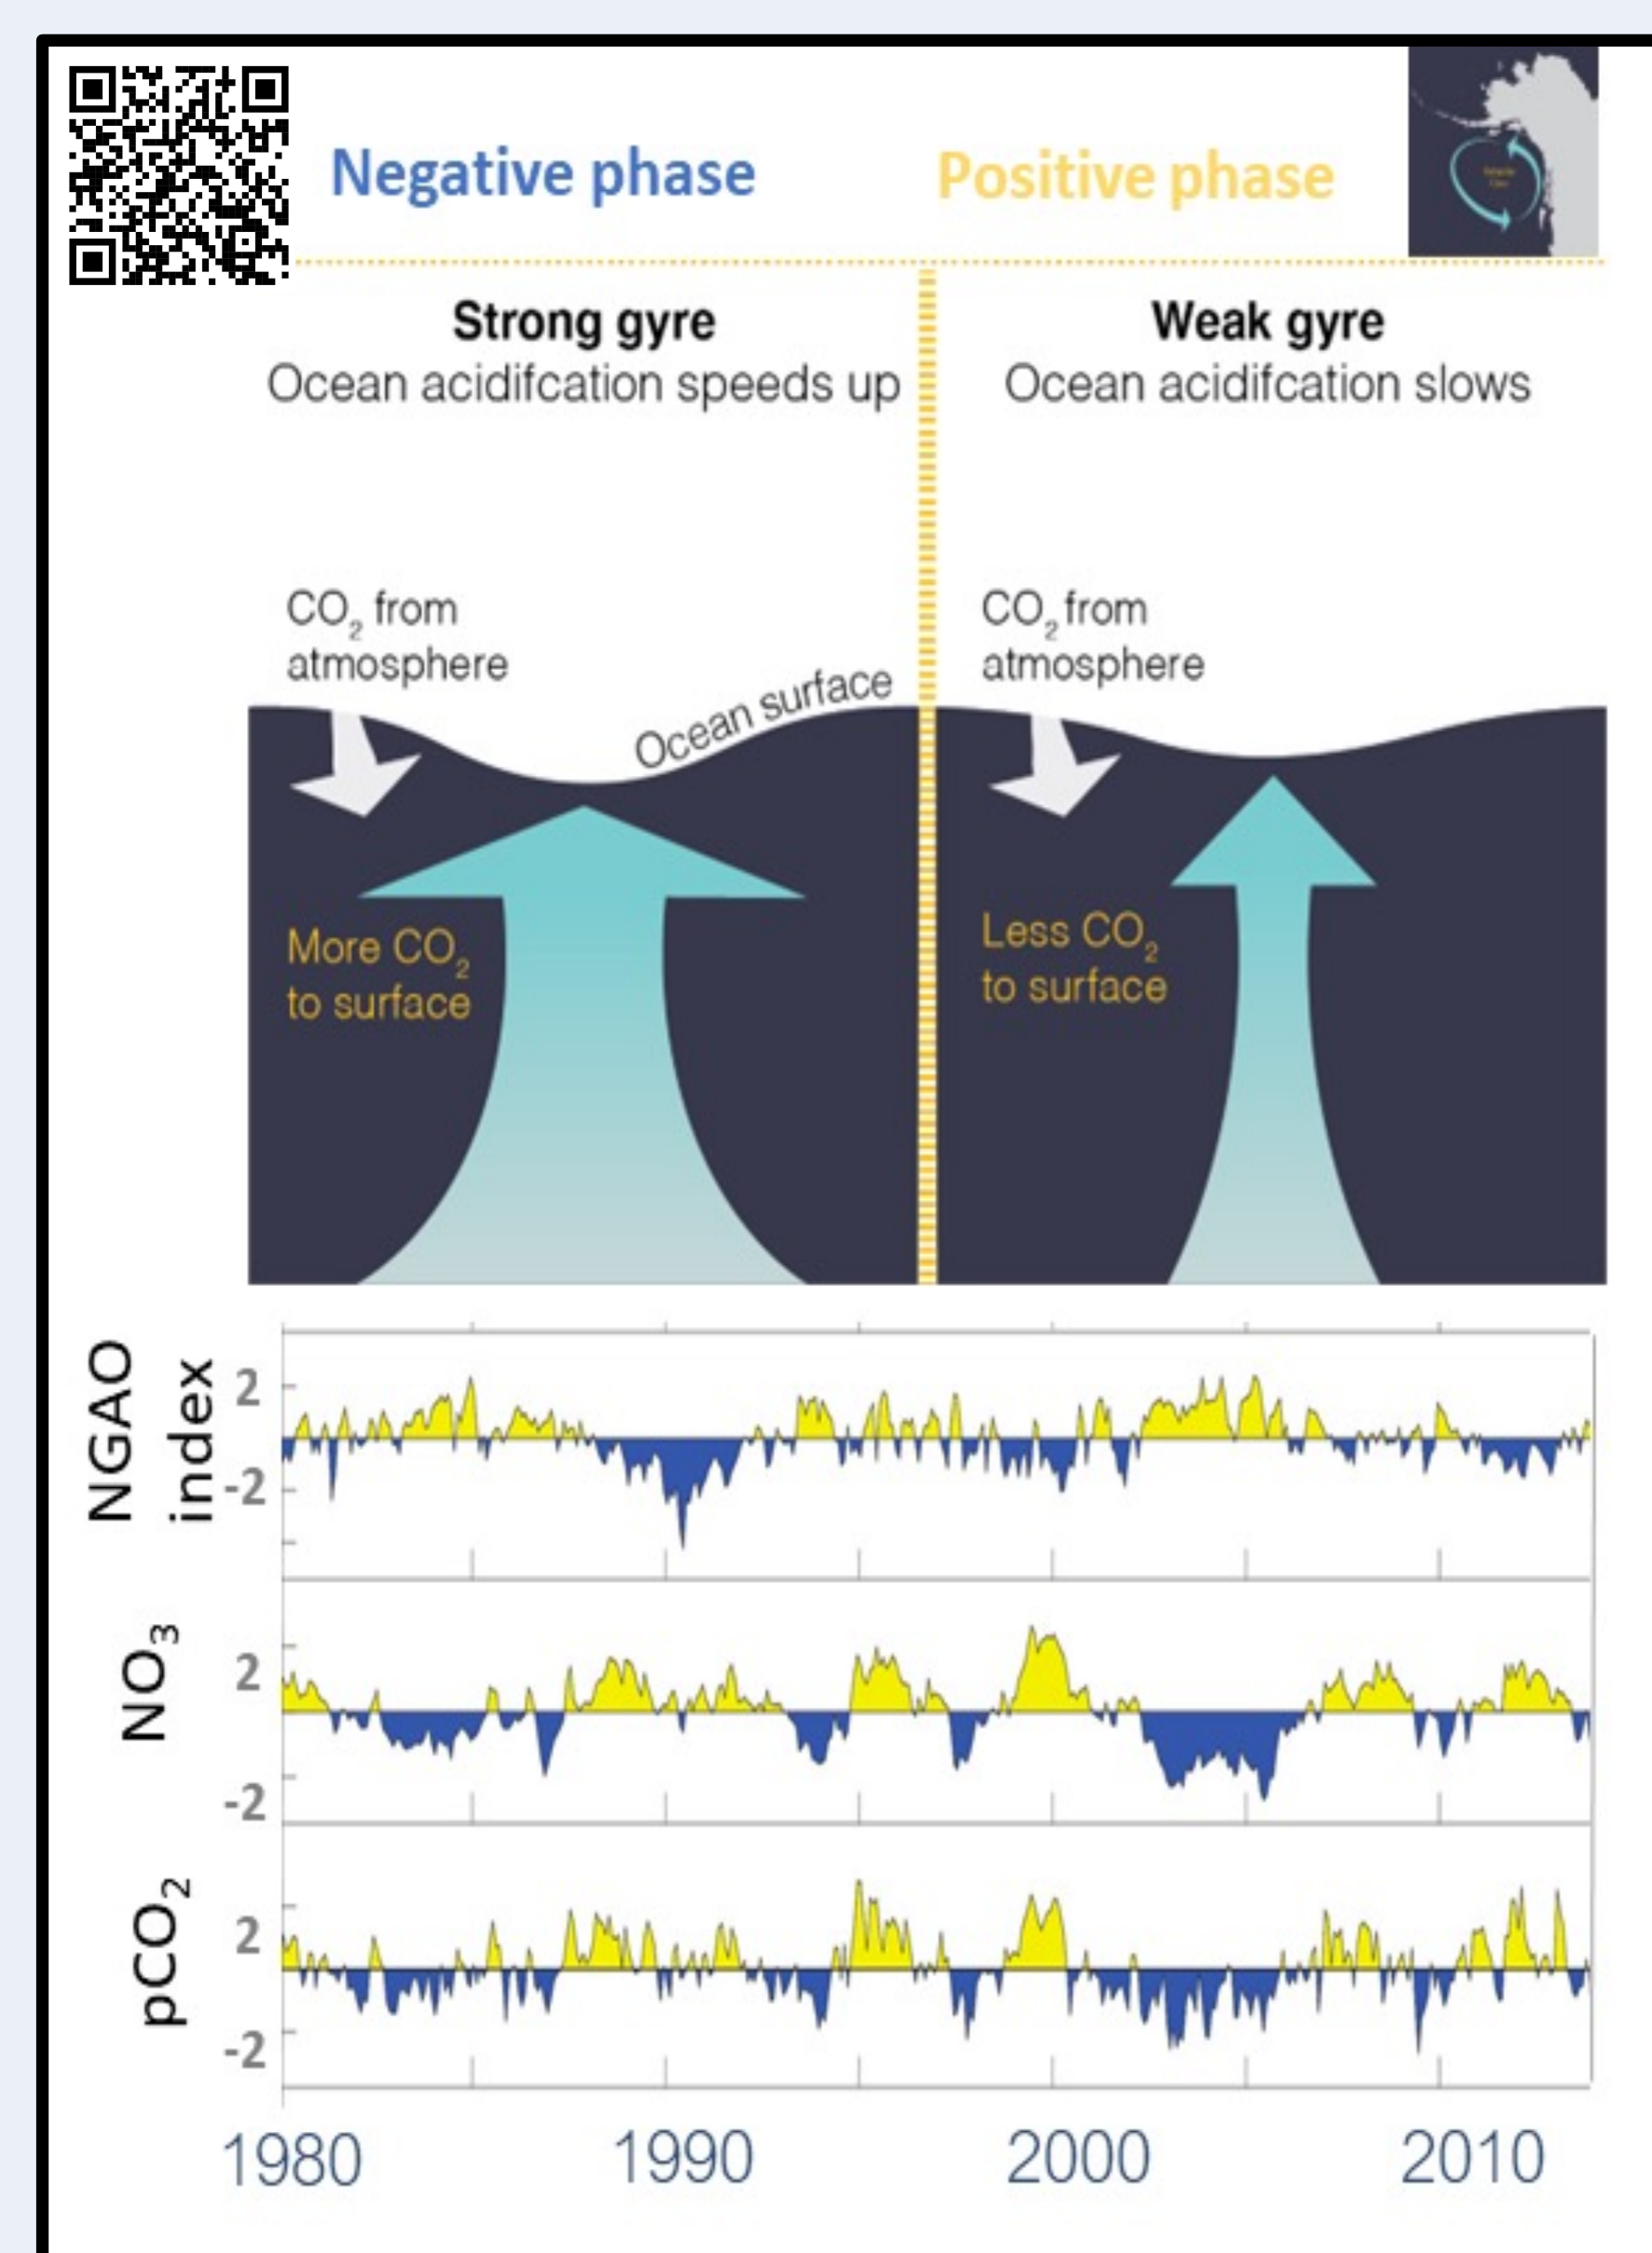 Negative phase
Positive phase
Strong gyre
Ocean acidifcation speeds up
Weak gyre
Ocean acidifcation slows
CO₂ from
atmosphere
Ocean surface
CO₂ from
atmosphere
More CO₂
to surface
Less CO₂
to surface
NGAO
index
2
-2
NO₃
2
-2
pCO₂
2
-2
1980 1990 2000 2010